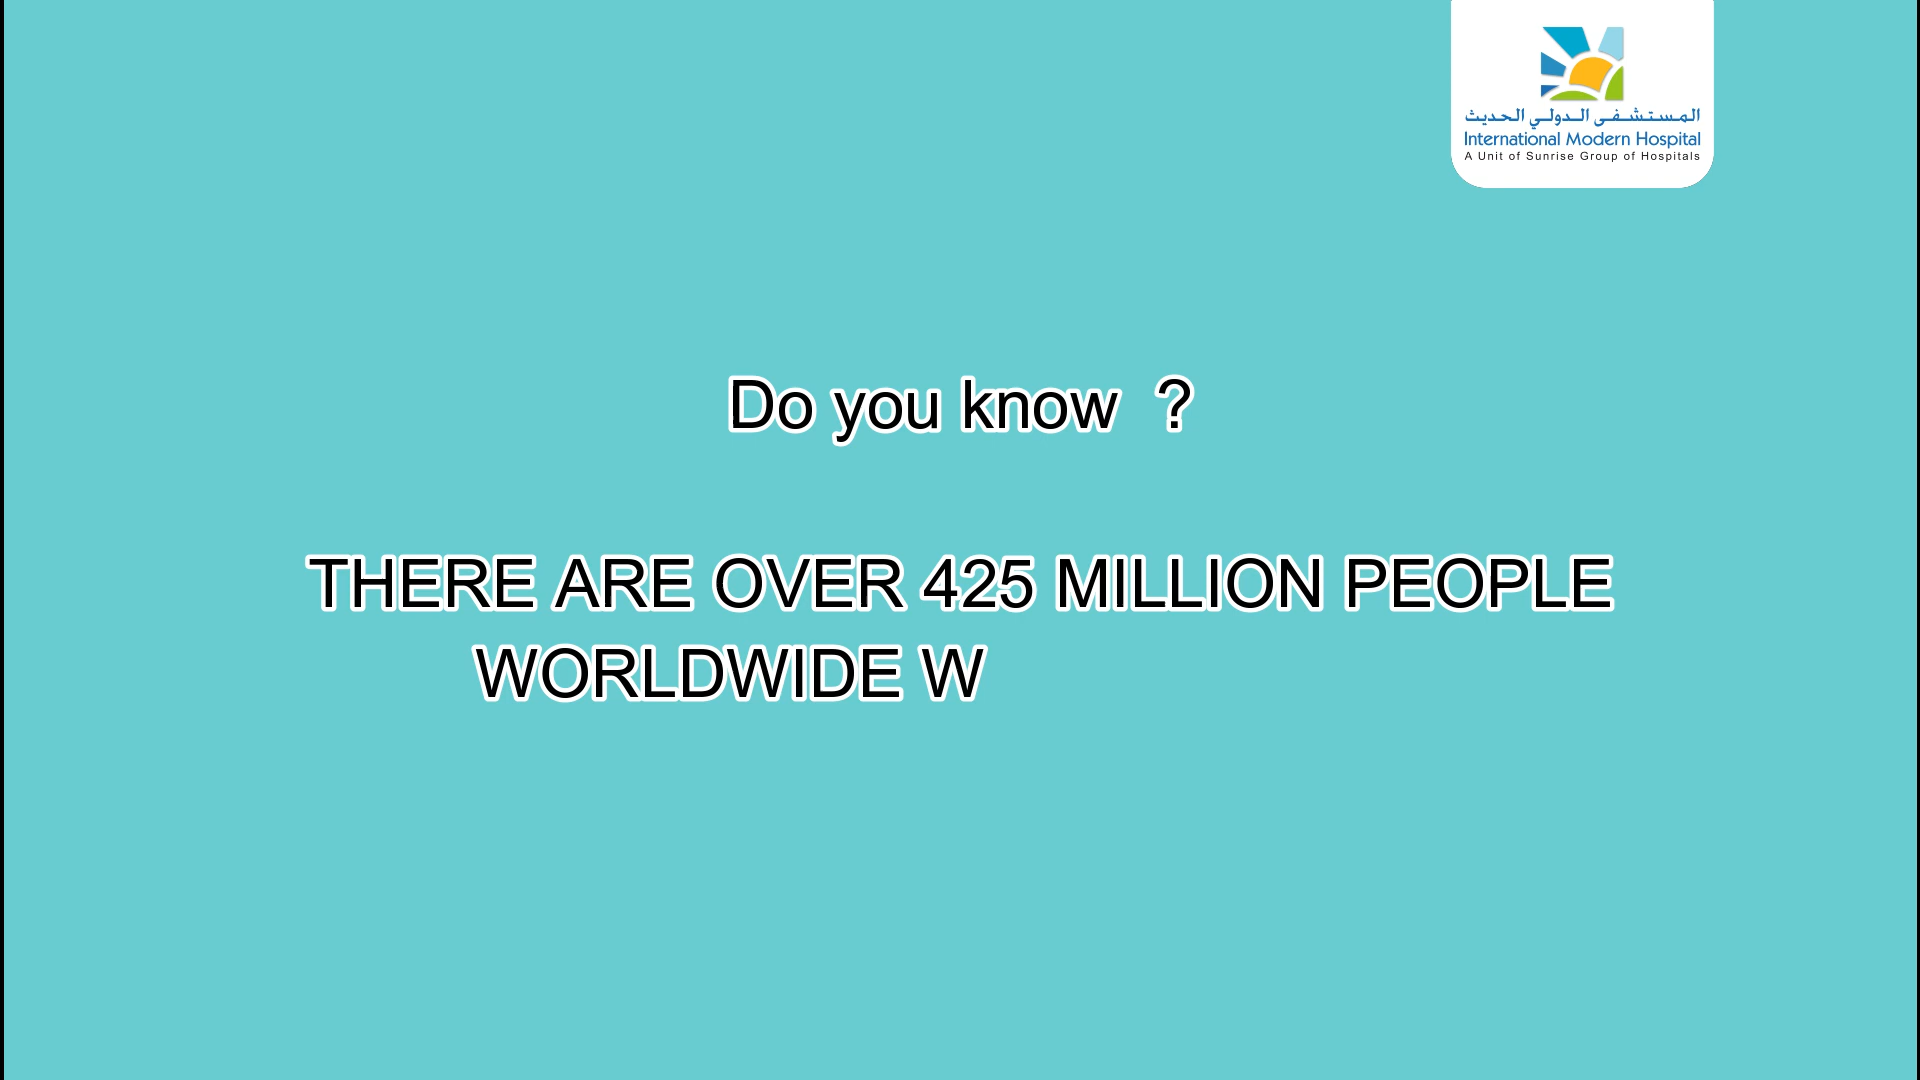 المستشفى الدولي الحديث
International Modern Hospital
A Unit of Sunrise Group of Hospitals
Do you know ?
THERE ARE OVER 425 MILLION PEOPLE
WORLDWIDE W